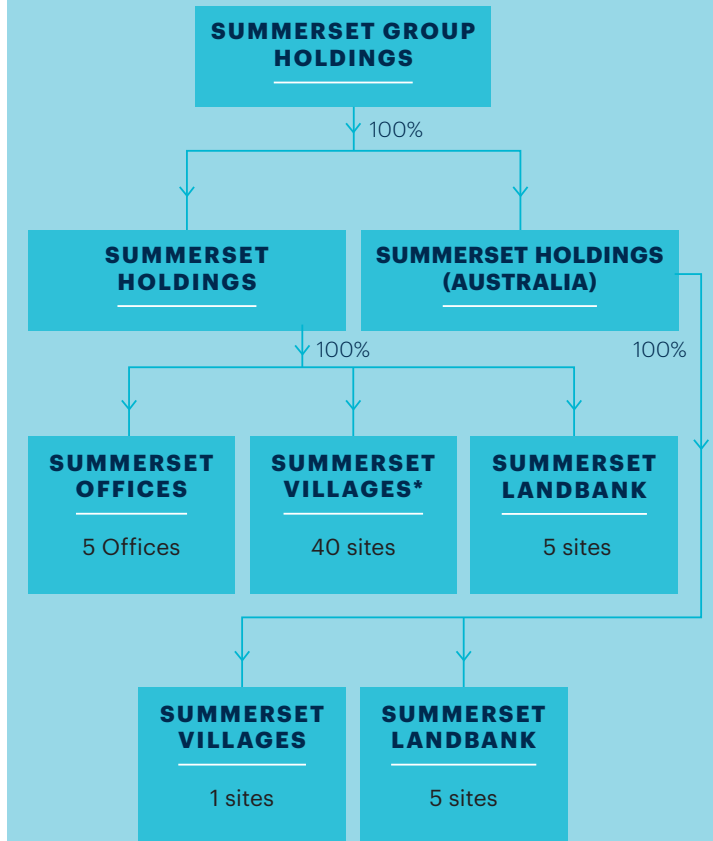 SUMMERSET GROUP
HOLDINGS
100%
SUMMERSET
HOLDINGS
SUMMERSET HOLDINGS
(AUSTRALIA)
100%
100%
SUMMERSET
OFFICES
5 Offices
SUMMERSET
VILLAGES*
40 sites
SUMMERSET
LANDBANK
5 sites
SUMMERSET
VILLAGES
1 sites
SUMMERSET
LANDBANK
5 sites